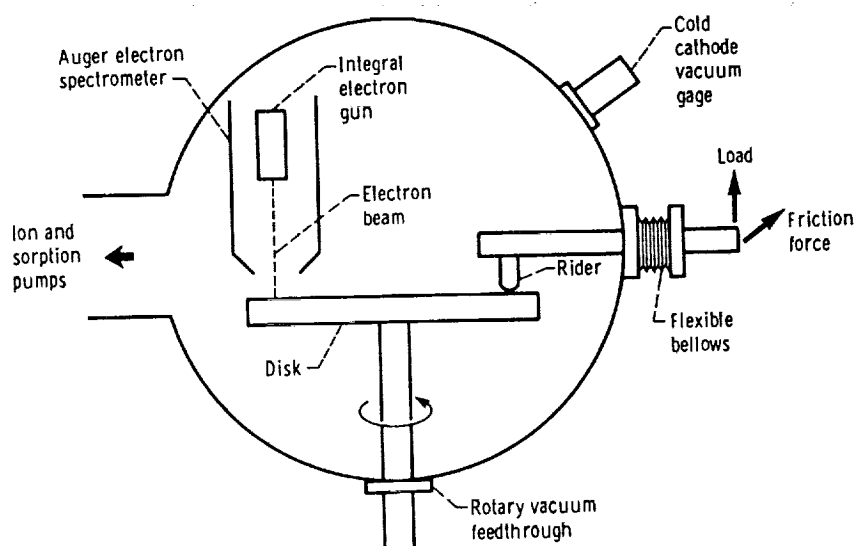 Auger electron
spectrometer
Integral
electron
gun
Cold
cathode
vacuum
gage
Load
Friction
force
Electron
beam
Ion and
sorption
pumps
Rider
Flexible
bellows
Disk
Rotary vacuum
feedthrough